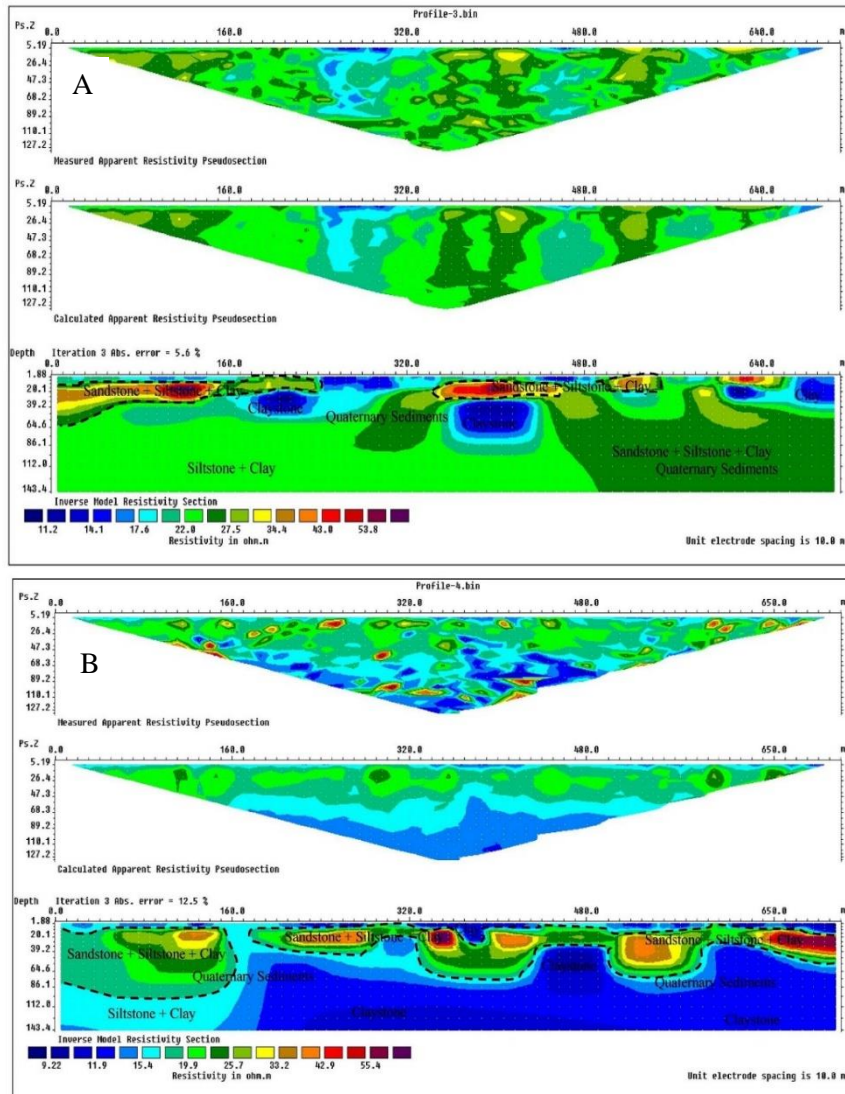 Profile-3.bin
Ps.Z 0.0 160.0 320.0 480.0 640.0 m
5.19
26.4
47.3
68.2
89.2
110.1
127.2
A
Measured Apparent Resistivity Pseudosection
Ps.Z 0.0 160.0 320.0 480.0 640.0 m
5.19
26.4
47.3
68.2
89.2
110.1
127.2
Calculated Apparent Resistivity Pseudosection
Depth Iteration 3 Abs. error = 5.6 %
0.0 160.0 320.0 480.0 640.0 m
1.88
20.1
39.2
64.6
86.1
112.0
143.4
Sandstone + Siltstone + Clay
Sandstone + Siltstone + Clay
Clay
Claystone
Quaternary Sediments
Siltstone + Clay
Sandstone + Siltstone + Clay
Quaternary Sediments
Inverse Model Resistivity Section
11.2 14.1 17.6 22.0 27.5 34.4 43.0 53.8
Resistivity in ohm.m
Unit electrode spacing is 10.0 m
Profile-4.bin
Ps.Z 0.0 160.0 320.0 480.0 650.0 m
5.19
26.4
47.3
68.3
89.2
110.1
127.2
B
Measured Apparent Resistivity Pseudosection
Ps.Z 0.0 160.0 320.0 480.0 650.0 m
5.19
26.4
47.3
68.3
89.2
110.1
127.2
Calculated Apparent Resistivity Pseudosection
Depth Iteration 3 Abs. error = 12.5 %
0.0 160.0 320.0 480.0 650.0 m
1.88
20.1
39.2
64.6
86.1
112.0
143.4
Sandstone + Siltstone + Clay
Sandstone + Siltstone + Clay
Sandstone + Siltstone + Clay
Quaternary Sediments
Quaternary Sediments
Siltstone + Clay
Claystone
Claystone
Inverse Model Resistivity Section
9.22 11.9 15.4 19.9 25.7 33.2 42.9 55.4
Resistivity in ohm.m
Unit electrode spacing is 10.0 m